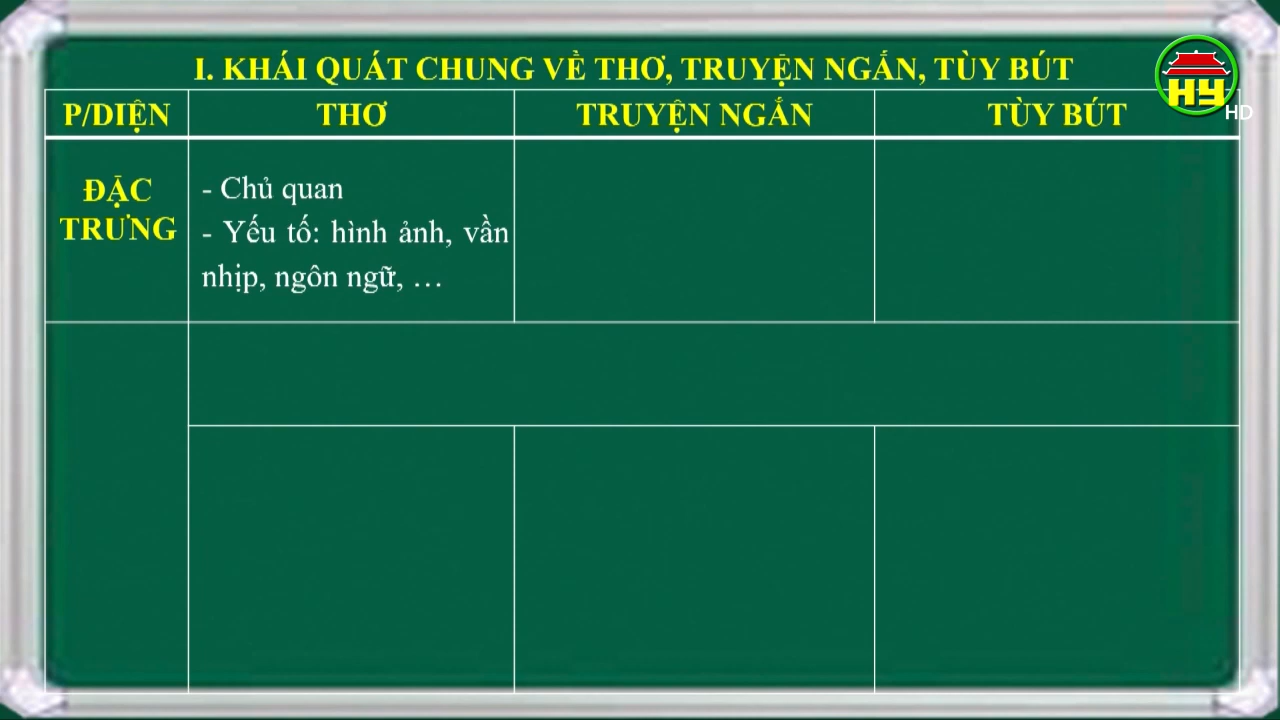 I. KHÁI QUÁT CHUNG VỀ THƠ, TRUYỆN NGẮN, TÙY BÚT
HY
HD
P/DIỆN THƠ TRUYỆN NGẮN TÙY BÚT
ĐẶC
TRƯNG
- Chủ quan
- Yếu tố: hình ảnh, vần
nhịp, ngôn ngữ, …